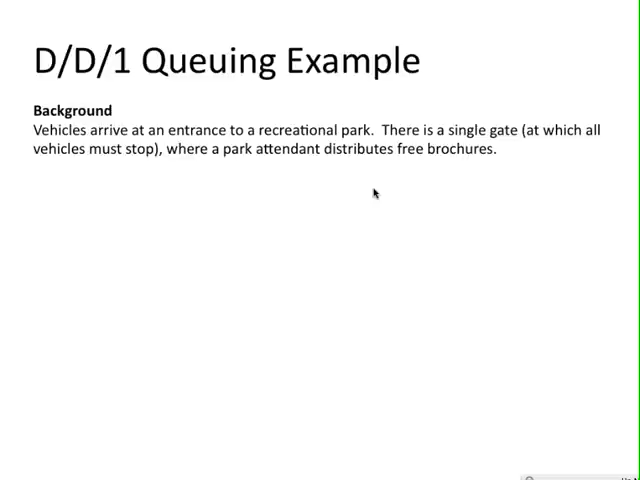 D/D/1 Queuing Example
Background
Vehicles arrive at an entrance to a recreational park.  There is a single gate (at which all
vehicles must stop), where a park attendant distributes free brochures.